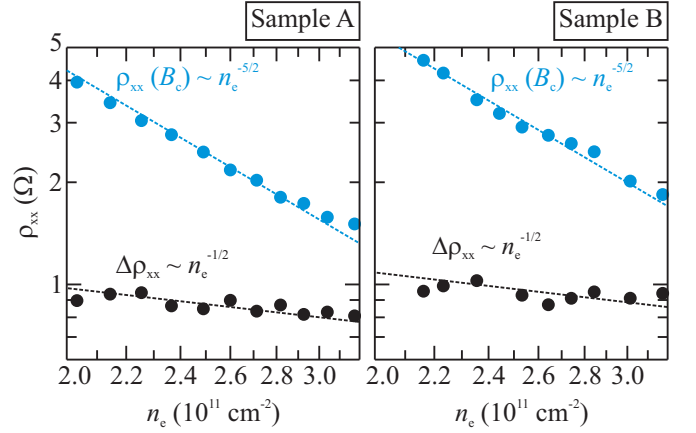 Sample A
Sample B
5
4
3
2
1
ρxx (Ω)
ρxx (Bc) ~ ne-5/2
Δρxx ~ ne-1/2
ρxx (Bc) ~ ne-5/2
Δρxx ~ ne-1/2
2.0 2.2 2.4 2.6 2.8 3.0
2.0 2.2 2.4 2.6 2.8 3.0
ne (10¹¹ cm⁻²)
ne (10¹¹ cm⁻²)